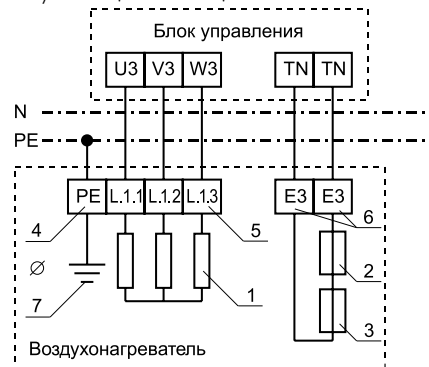 Блок управления
U3 V3 W3 TN TN
N
PE
PE L.1.1 L.1.2 L.1.3 E3 E3
4 5 6
Ø
2
7 1
3
Воздухонагреватель